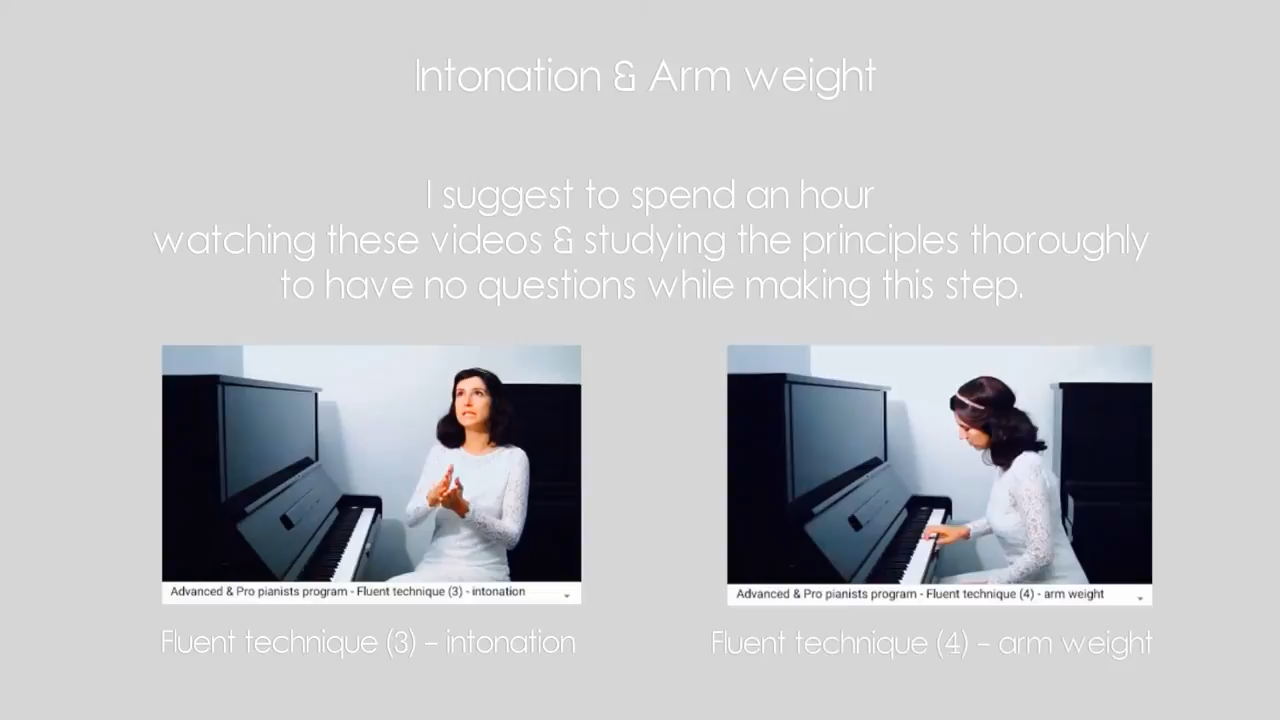 Intonation & Arm weight
I suggest to spend an hour
watching these videos & studying the principles thoroughly
to have no questions while making this step.
Advanced & Pro pianists program - Fluent technique (3) - intonation
Advanced & Pro pianists program - Fluent technique (4) - arm weight
Fluent technique (3) – intonation
Fluent technique (4) – arm weight